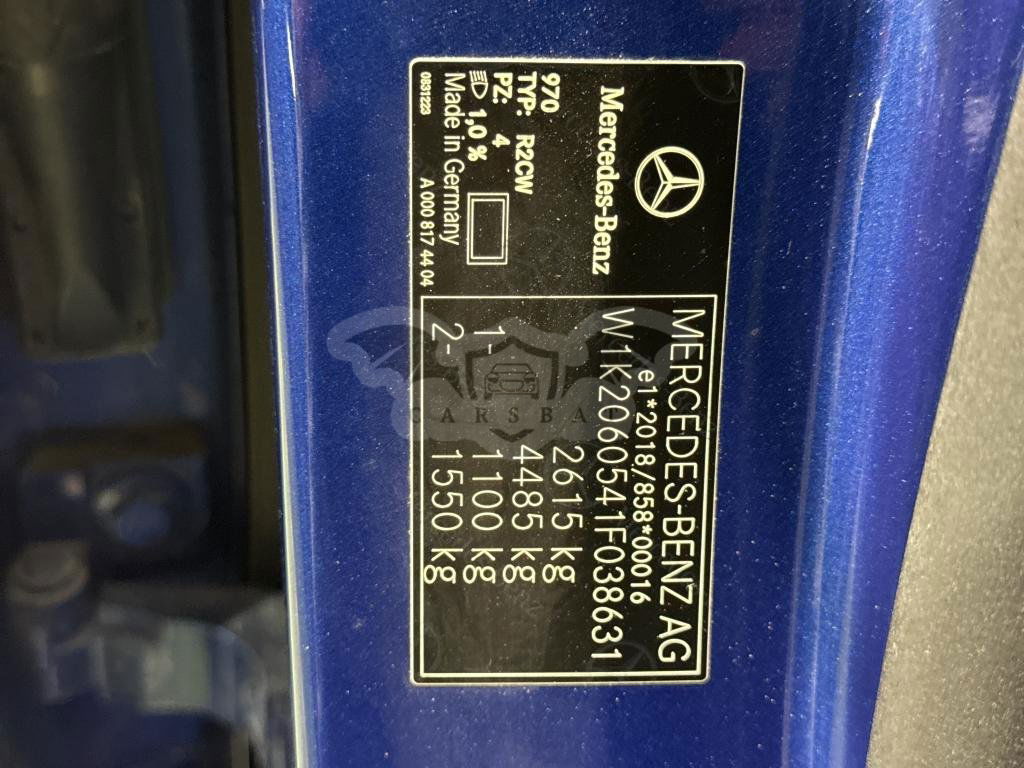 Mercedes-Benz
970
TYP: R2CW
PZ: 4
1,0 %
Made in Germany
0831223 A 000 817 44 04
MERCEDES-BENZ AG
e1*2018/858*00016
W1K2060541F038631
2615 kg
4485 kg
1- 1100 kg
2- 1550 kg
CARSBA